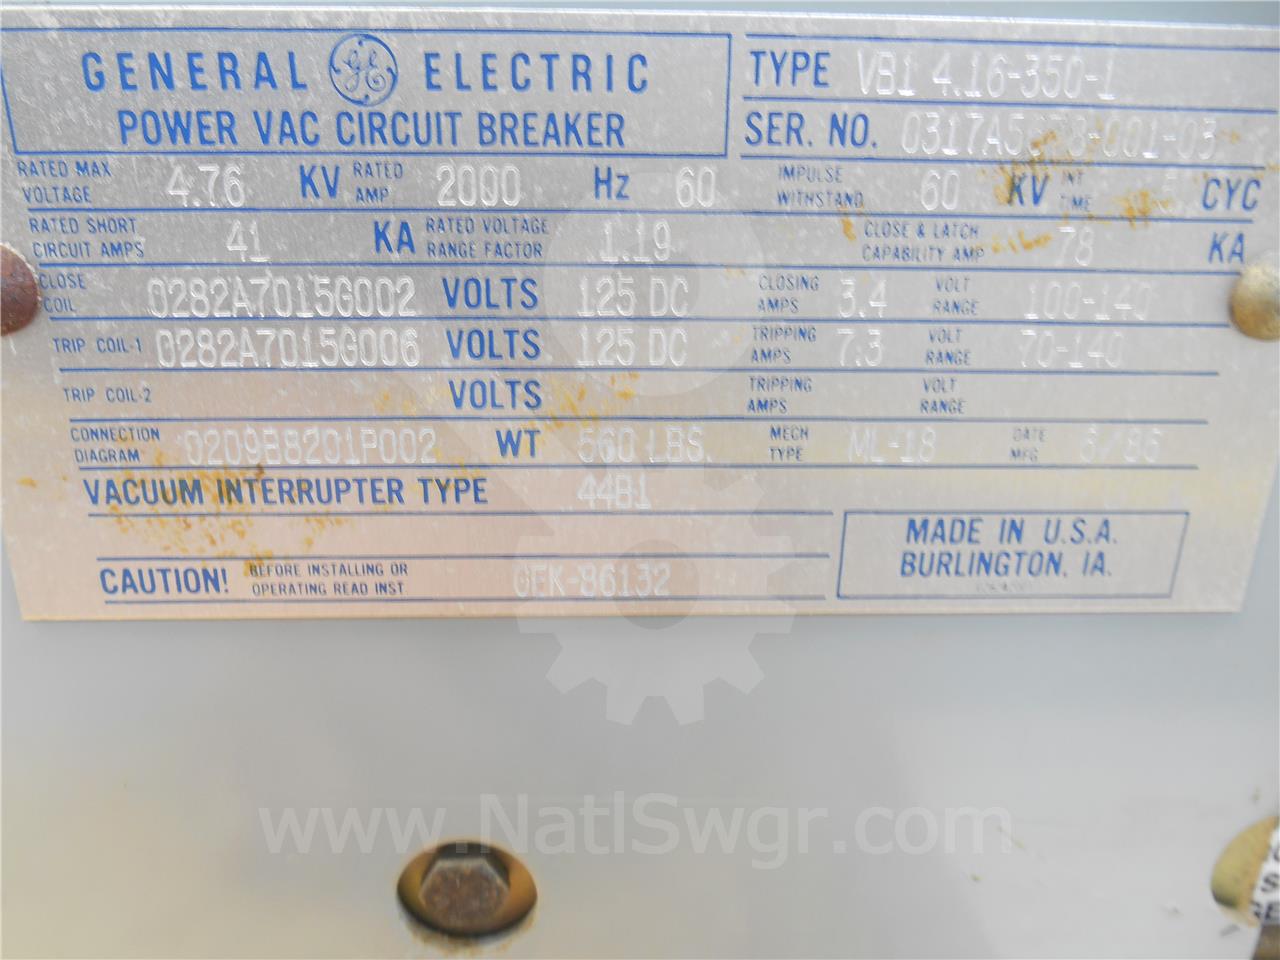 GENERAL GE ELECTRIC
POWER VAC CIRCUIT BREAKER
TYPE VB1 4.16-350-1
SER. NO. -001-03
RATED MAX VOLTAGE 4.76 KV RATED AMP 2000 Hz 60 IMPULSE WITHSTAND 60 KV INT TIME 5 CYC
RATED SHORT CIRCUIT AMPS 41 KA RATED VOLTAGE RANGE FACTOR 1.19 CLOSE & LATCH CAPABILITY AMP 78 KA
CLOSE COIL 0282A7015G002 VOLTS 125 DC CLOSING AMPS 3.4 VOLT RANGE 100-140
TRIP COIL-1 0282A7015G006 VOLTS 125 DC TRIPPING AMPS 7.3 VOLT RANGE 70-140
TRIP COIL-2 VOLTS TRIPPING AMPS VOLT RANGE
CONNECTION DIAGRAM 0209B8201P002 WT 560 LBS. MECH TYPE ML-18 DATE MFG
VACUUM INTERRUPTER TYPE 44B1
CAUTION! BEFORE INSTALLING OR OPERATING READ INST GEK-86132
MADE IN U.S.A.
BURLINGTON, IA.
www.NatlSwgr.com